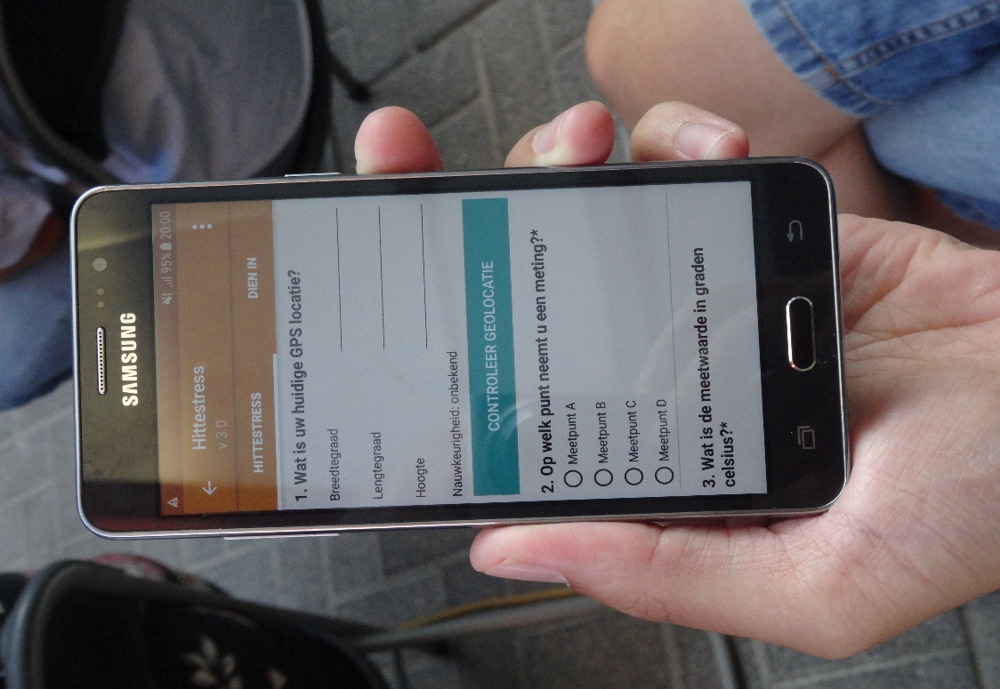 SAMSUNG
95% 20:00
Hittestress
v 3.0
HITTESTRESS DIEN IN
1. Wat is uw huidige GPS locatie?
Breedtegraad
Lengtegraad
Hoogte
Nauwkeurigheid: onbekend
CONTROLEER GEOLOCATIE
2. Op welk punt neemt u een meting?*
Meetpunt A
Meetpunt B
Meetpunt C
Meetpunt D
3. Wat is de meetwaarde in graden
celsius?*